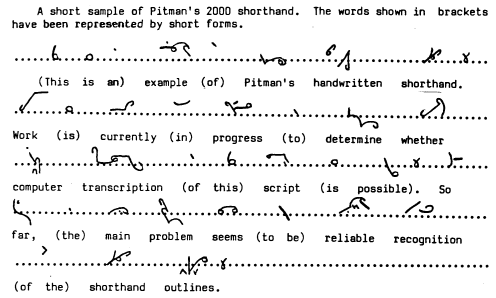 A short sample of Pitman's 2000 shorthand. The words shown in brackets
have been represented by short forms.
(This is an) example (of) Pitman's handwritten shorthand.
Work (is) currently (in) progress (to) determine whether
computer transcription (of this) script (is possible). So
far, (the) main problem seems (to be) reliable recognition
(of the) shorthand outlines.